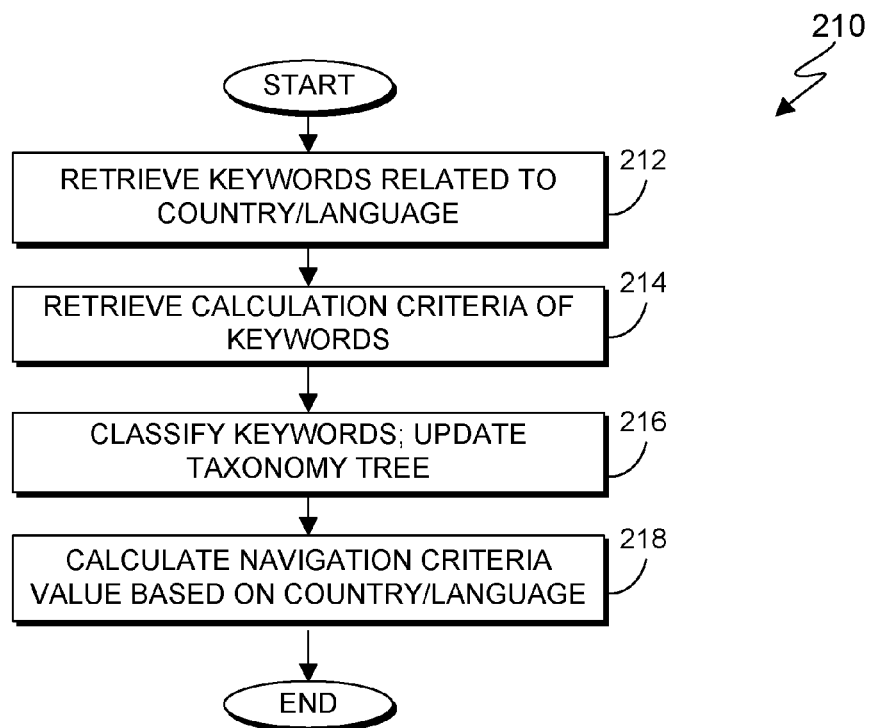 210
START
RETRIEVE KEYWORDS RELATED TO
COUNTRY/LANGUAGE
212
RETRIEVE CALCULATION CRITERIA OF
KEYWORDS
214
CLASSIFY KEYWORDS; UPDATE
TAXONOMY TREE
216
CALCULATE NAVIGATION CRITERIA
VALUE BASED ON COUNTRY/LANGUAGE
218
END